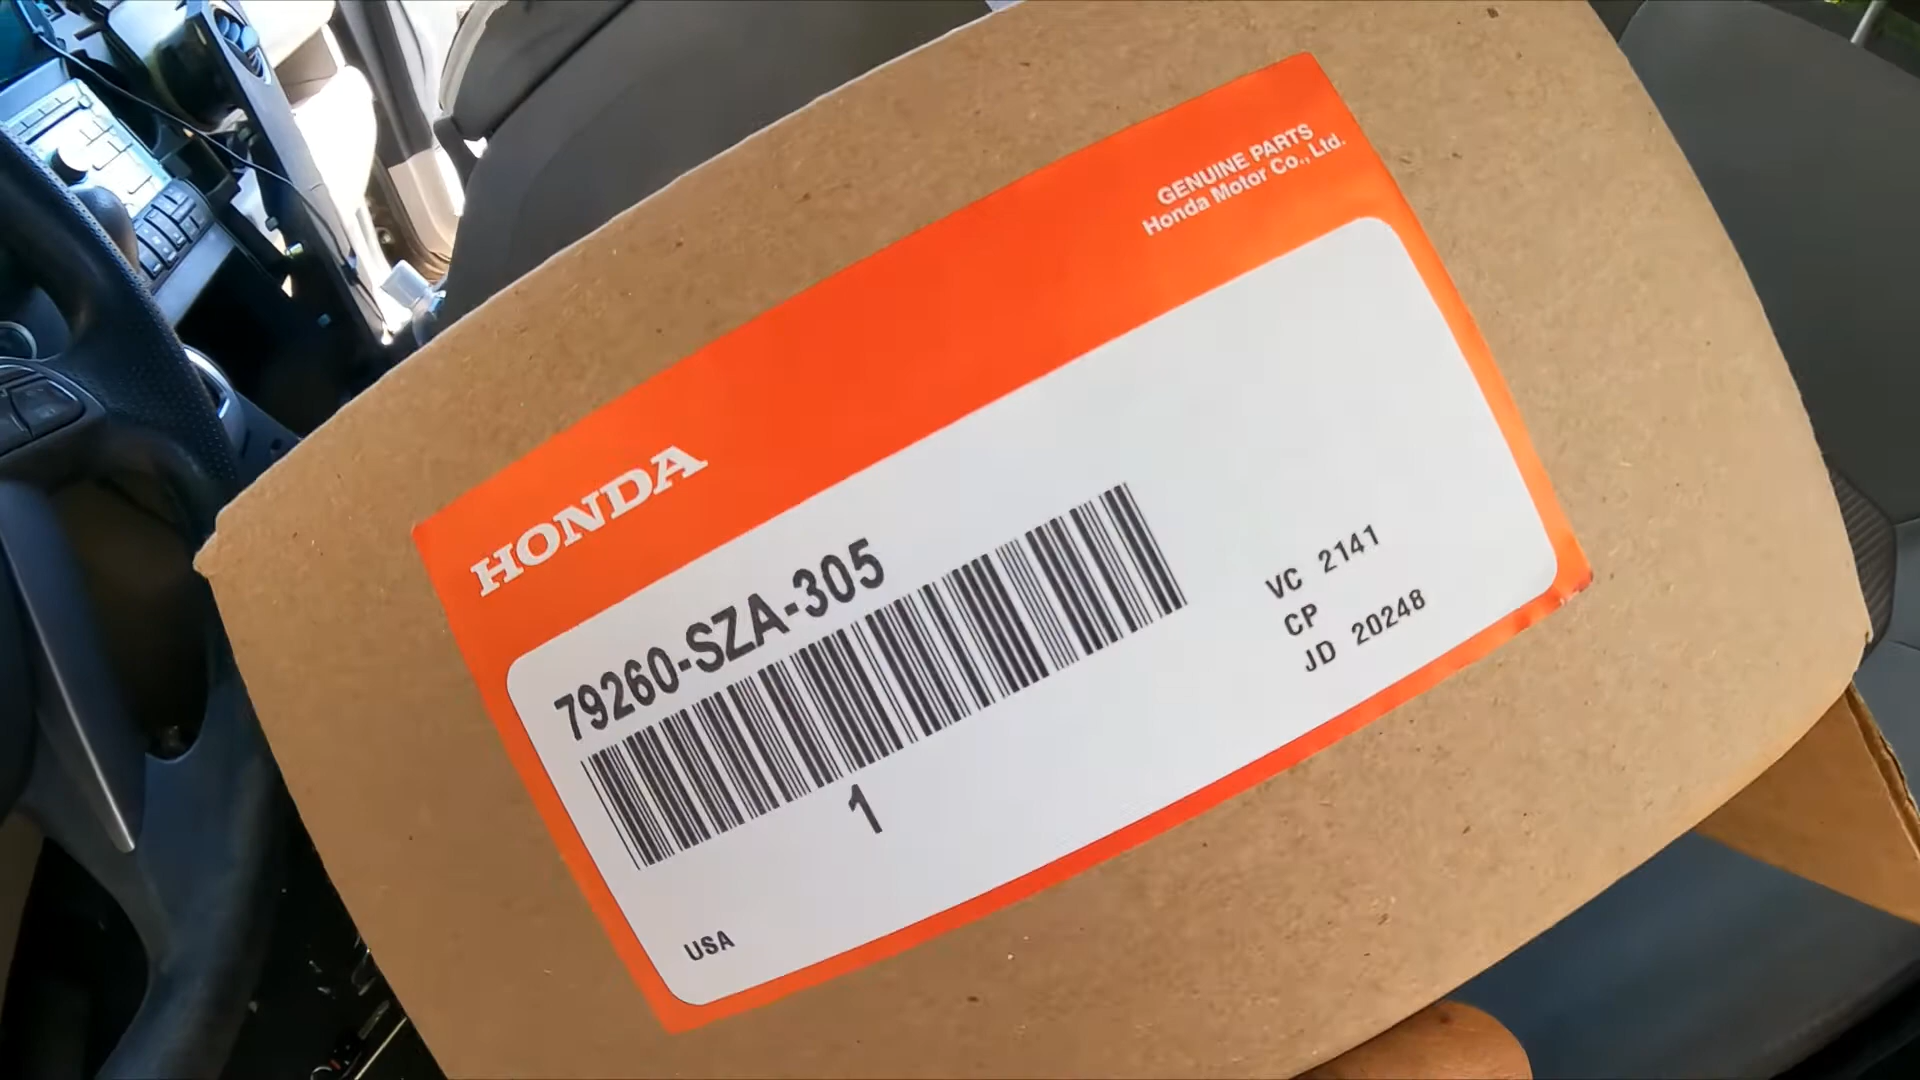 GENUINE PARTS
Honda Motor Co., Ltd.
HONDA
79260-SZA-305
1
VC 2141
CP
JD 20248
USA